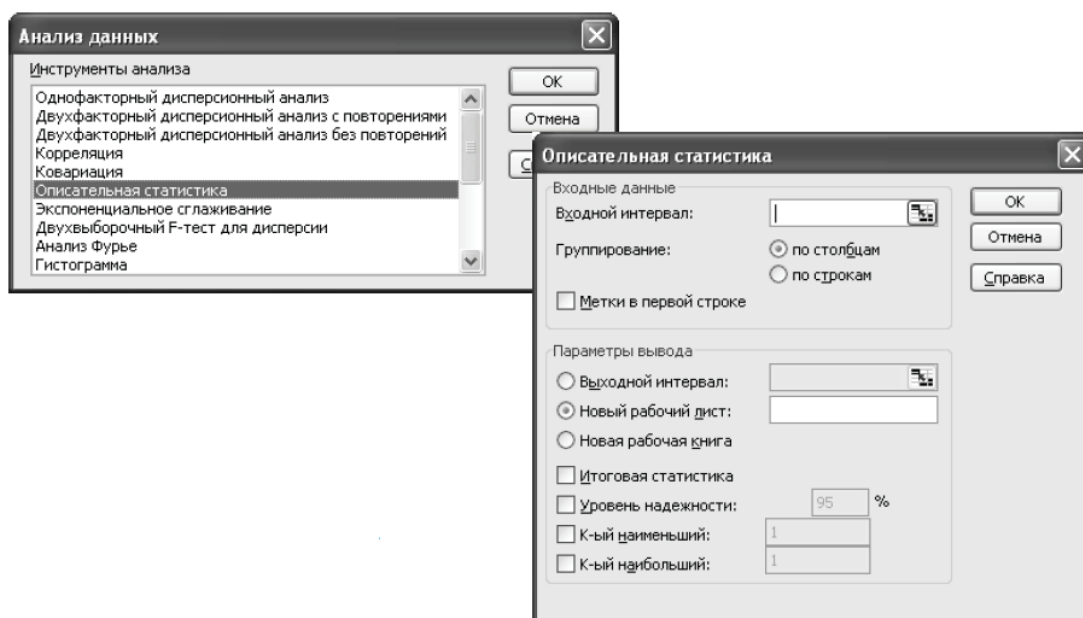 Анализ данных
Инструменты анализа
Однофакторный дисперсионный анализ
Двухфакторный дисперсионный анализ с повторениями
Двухфакторный дисперсионный анализ без повторений
Корреляция
Ковариация
Описательная статистика
Экспоненциальное сглаживание
Двухвыборочный F-тест для дисперсии
Анализ Фурье
Гистограмма
OK
Отмена
Описательная статистика
Входные данные
Входной интервал:
Группирование:
по столбцам
по строкам
Метки в первой строке
OK
Отмена
Справка
Параметры вывода
Выходной интервал:
Новый рабочий лист:
Новая рабочая книга
Итоговая статистика
Уровень надежности: 95 %
К-ый наименьший: 1
К-ый наибольший: 1